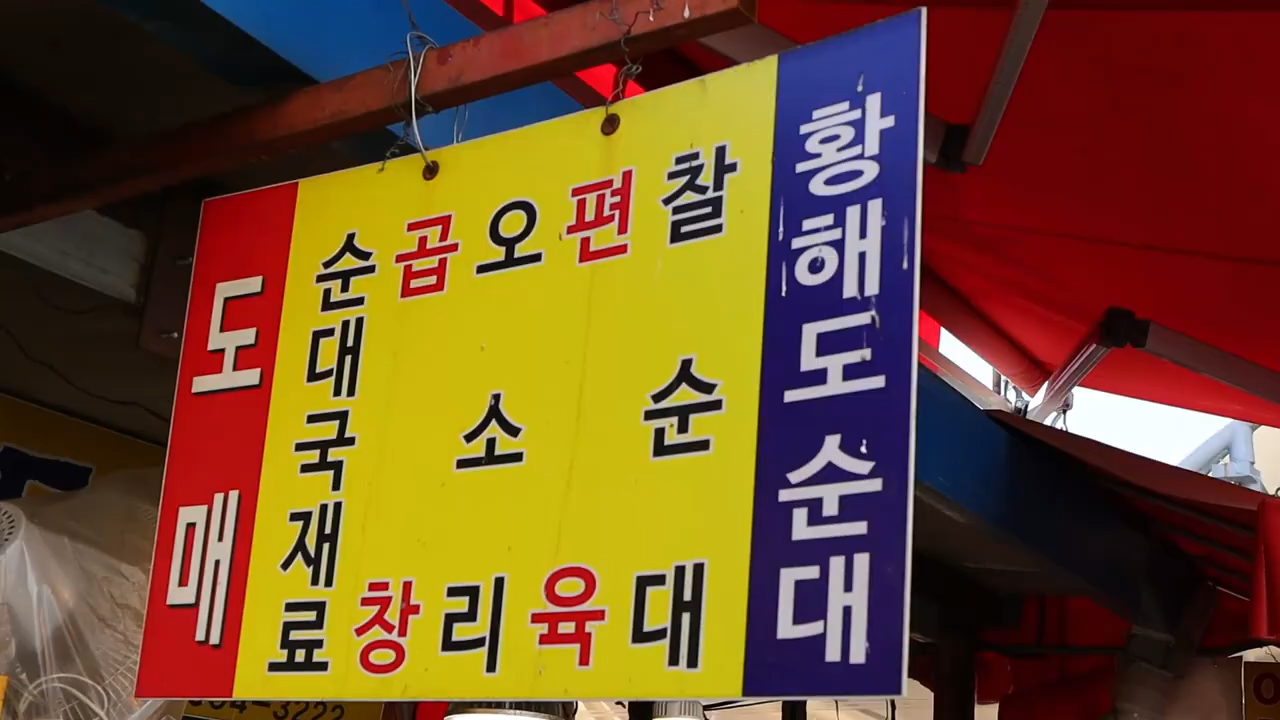 황해도순대
찰순대
편육
오소리
곱창
순대국재료
도매